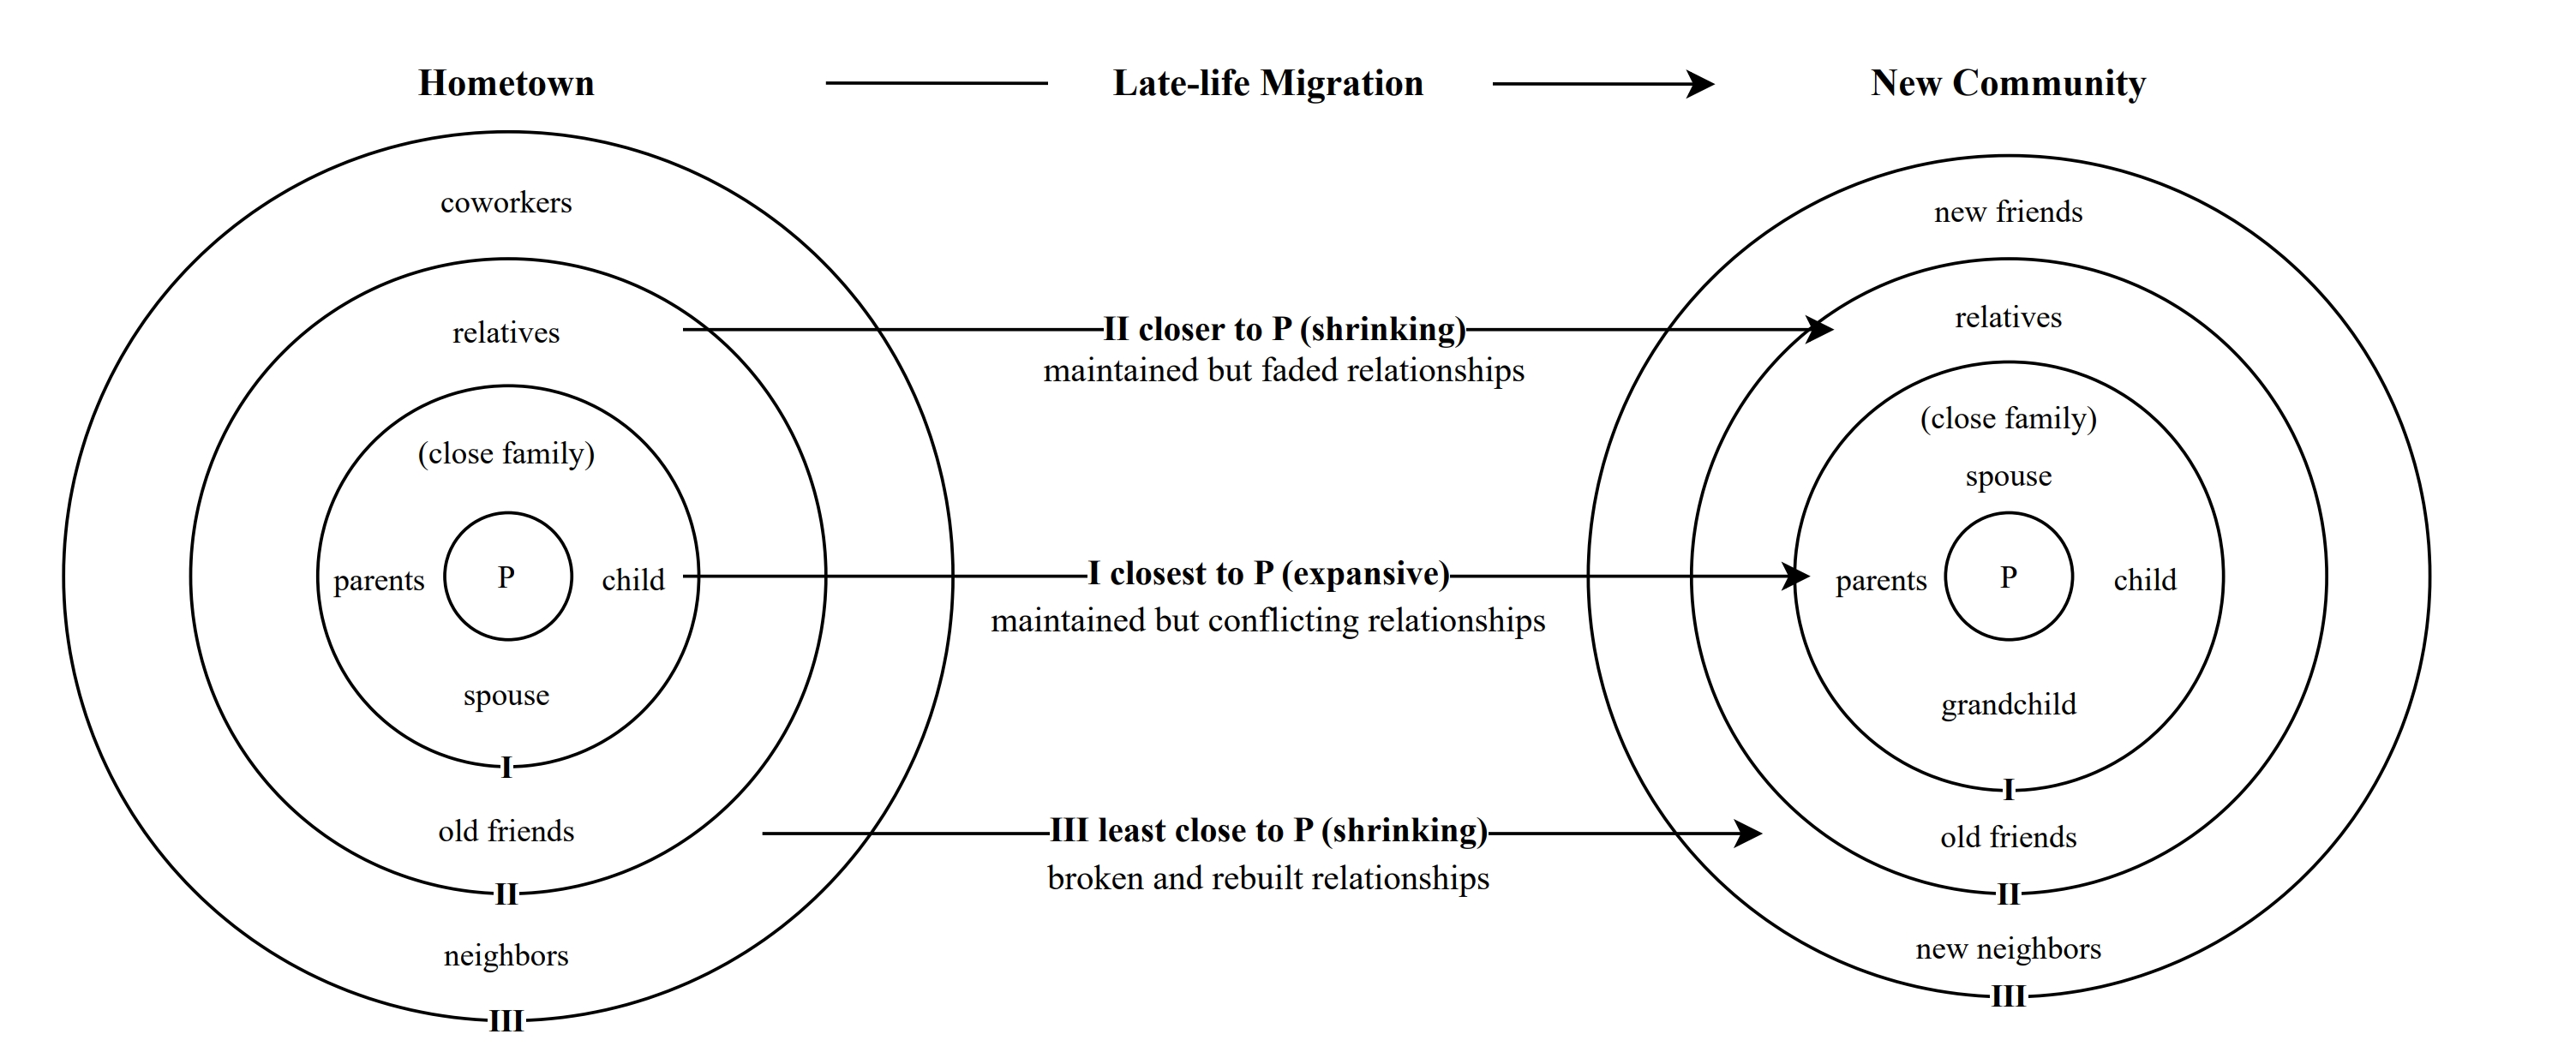 Hometown
Late-life Migration
New Community
coworkers
relatives
(close family)
parents
P
child
spouse
I
old friends
II
neighbors
III
II closer to P (shrinking)
maintained but faded relationships
I closest to P (expansive)
maintained but conflicting relationships
III least close to P (shrinking)
broken and rebuilt relationships
new friends
relatives
(close family)
spouse
parents
P
child
grandchild
I
old friends
II
new neighbors
III